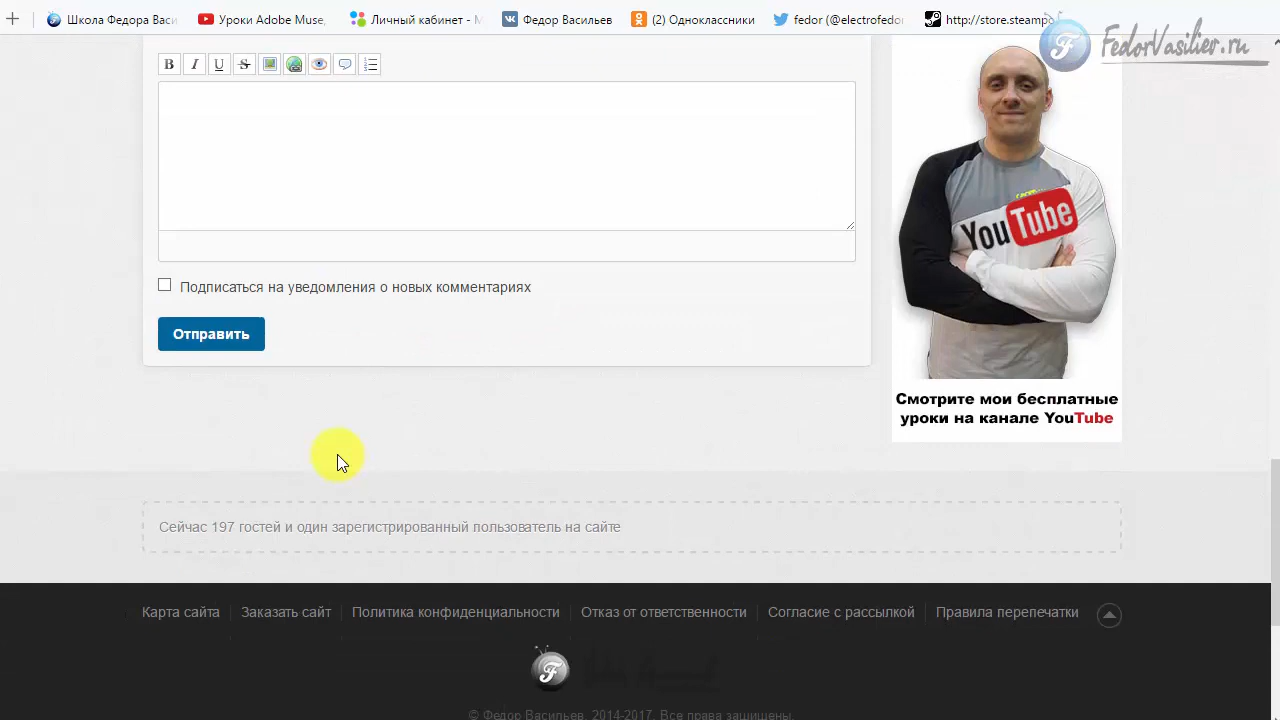 Школа Федора Васи
Уроки Adobe Muse,
Личный кабинет - М
Федор Васильев
(2) Одноклассники
fedor (@electrofedor
http://store.steampo
FedorVasiliev.ru
B I U S
YouTube
Подписаться на уведомления о новых комментариях
Отправить
Смотрите мои бесплатные
уроки на канале YouTube
Сейчас 197 гостей и один зарегистрированный пользователь на сайте
Карта сайта
Заказать сайт
Политика конфиденциальности
Отказ от ответственности
Согласие с рассылкой
Правила перепечатки
© Федор Васильев, 2014-2017. Все права защищены.